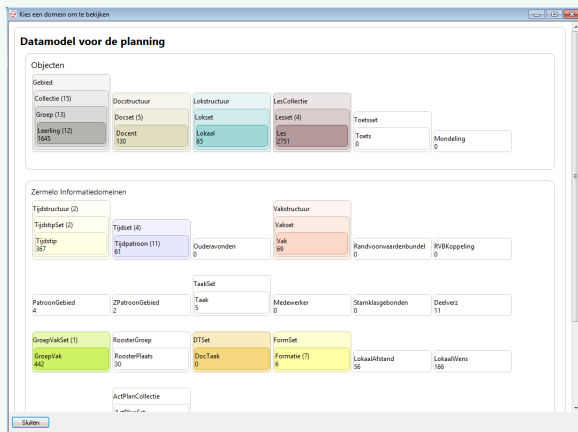 Kies een domein om te bekijken
Datamodel voor de planning
Objecten
Gebied
Collectie (15)
Groep (13)
Leerling (12)
1645
Docstructuur
Docset (5)
Docent
130
Lokstructuur
Lokset
Lokaal
65
LesCollectie
Lesset (4)
Les
2751
Toetsset
Toets
0
Mondeling
0
Zermelo Informatiedomeinen
Tijdstructuur (2)
TijdstipSet (2)
Tijdstip
367
Tijdset (4)
Tijdpatroon (11)
61
Ouderavonden
0
Vakstructuur
Vakset
Vak
69
Randvoorwaardenbundel
0
RVBKoppeling
0
PatroonGebied
4
ZPatroonGebied
2
TaakSet
Taak
5
Medewerker
0
Stamklasgebonden
0
Deelverz
11
GroepVakSet (1)
GroepVak
442
RoosterGroep
RoosterPlaats
30
DTSet
DocTaak
0
FormSet
Formatie (7)
6
LokaalAfstand
56
LokaalWens
166
ActPlanCollectie
ActPlanSet
Sluiten